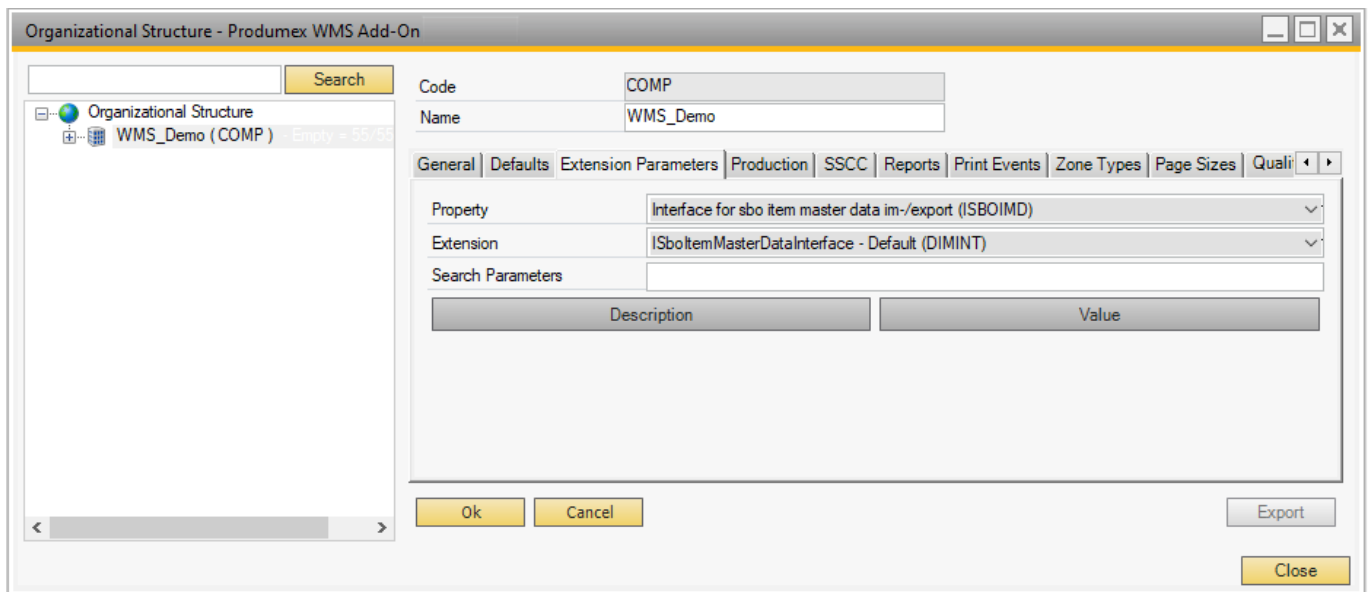 Organizational Structure - Produmex WMS Add-On
Search
Organizational Structure
WMS_Demo ( COMP ) - Empty = 55/55
Code COMP
Name WMS_Demo
General Defaults Extension Parameters Production SSCC Reports Print Events Zone Types Page Sizes Quali
Property Interface for sbo item master data im-/export (ISBOIMD)
Extension ISboItemMasterDataInterface - Default (DIMINT)
Search Parameters
Description Value
Ok Cancel Export
Close